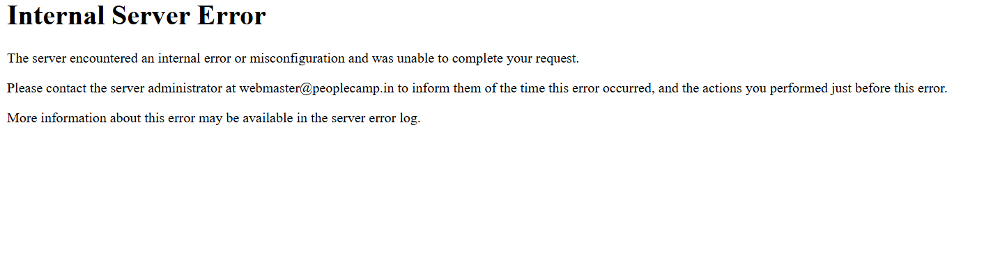 Internal Server Error
The server encountered an internal error or misconfiguration and was unable to complete your request.
Please contact the server administrator at webmaster@peoplecamp.in to inform them of the time this error occurred, and the actions you performed just before this error.
More information about this error may be available in the server error log.